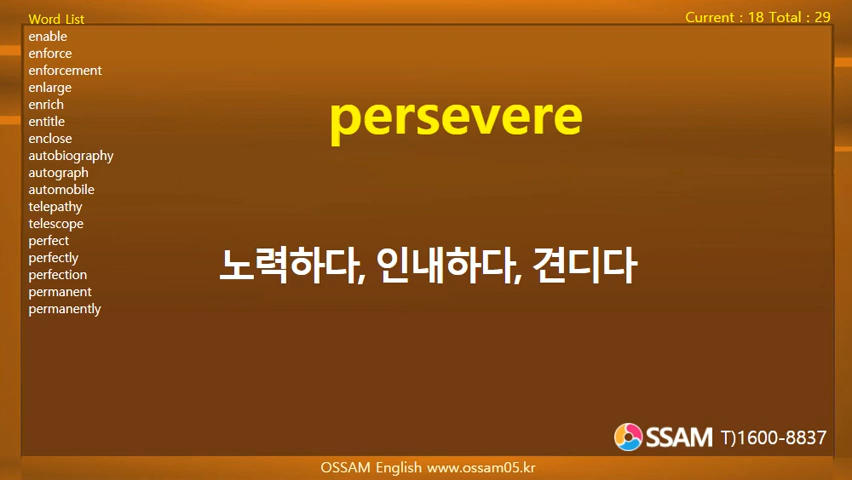 Word List
Current : 18 Total : 29
enable
enforce
enforcement
enlarge
enrich
entitle
enclose
autobiography
autograph
automobile
telepathy
telescope
perfect
perfectly
perfection
permanent
permanently
persevere
노력하다, 인내하다, 견디다
OSSAM T)1600-8837
OSSAM English www.ossam05.kr